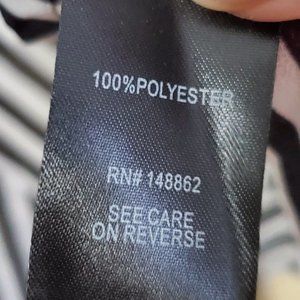 100%POLYESTER
RN# 148862
SEE CARE
ON REVERSE